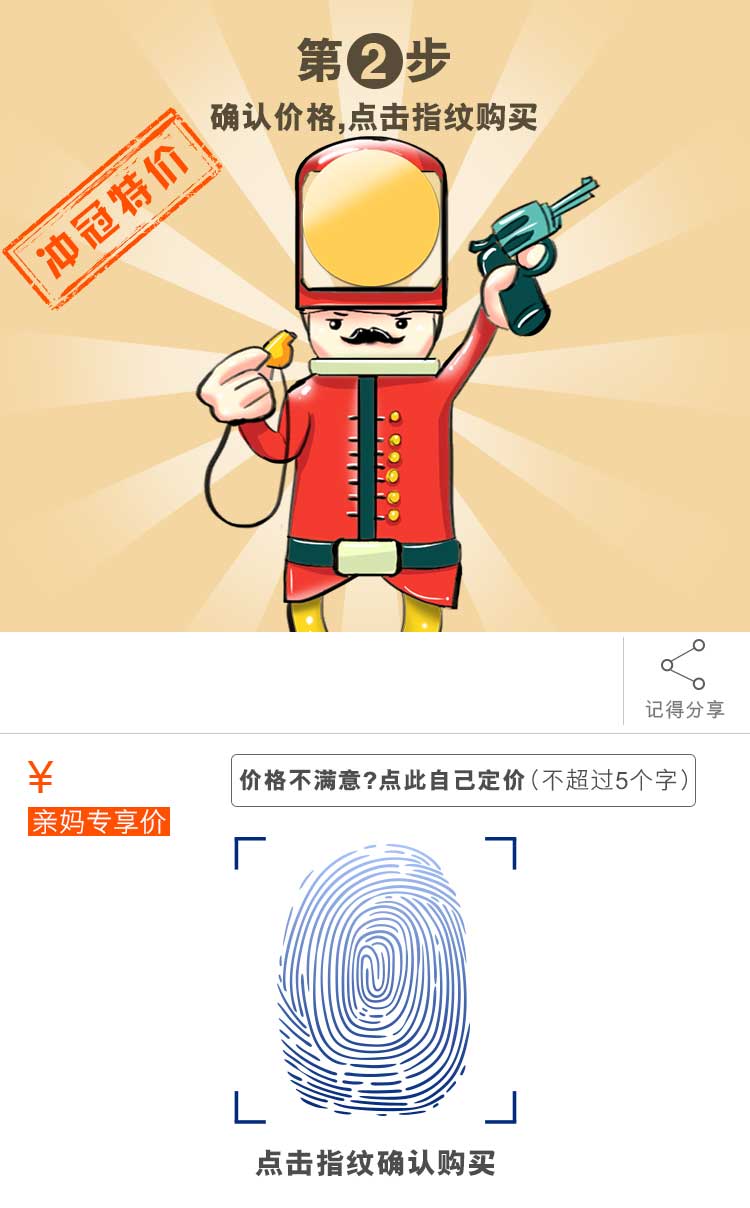 第2步
确认价格,点击指纹购买
冲冠特价
记得分享
¥
价格不满意?点此自己定价(不超过5个字)
亲妈专享价
点击指纹确认购买